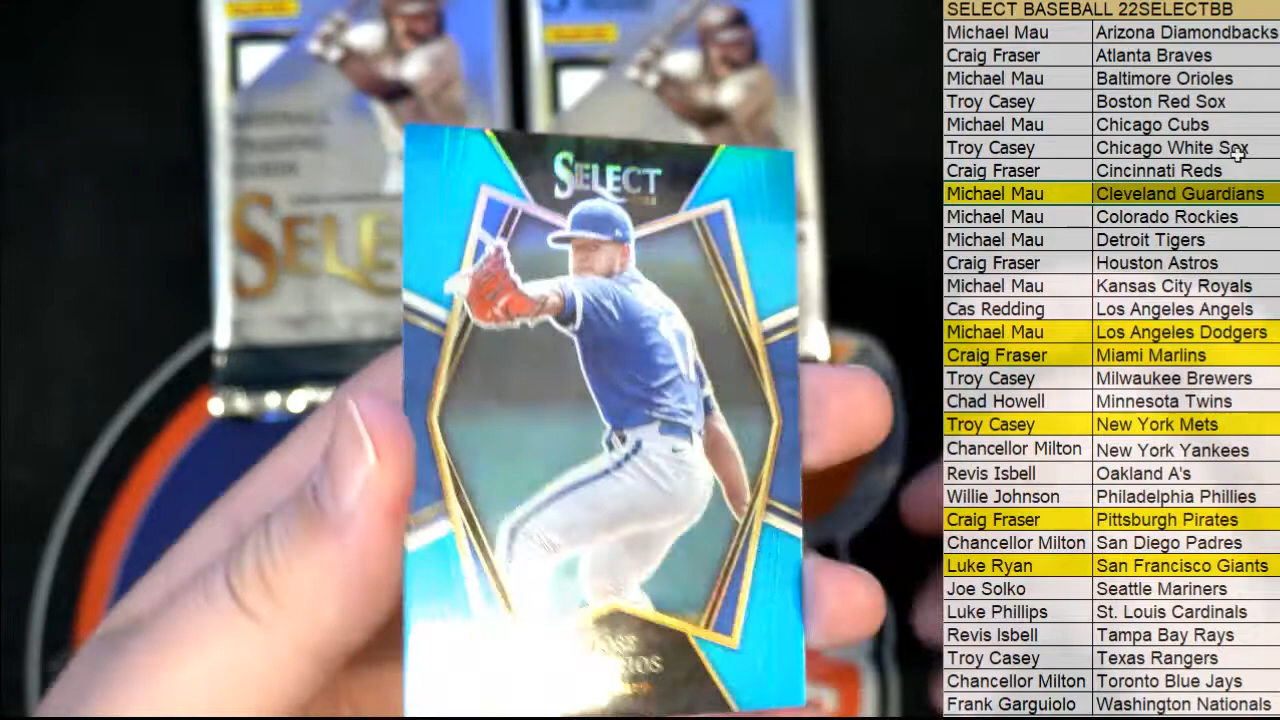 SELECT
SELE
SELECT BASEBALL 22SELECTBB
Michael Mau Arizona Diamondbacks
Craig Fraser Atlanta Braves
Michael Mau Baltimore Orioles
Troy Casey Boston Red Sox
Michael Mau Chicago Cubs
Troy Casey Chicago White Sox
Craig Fraser Cincinnati Reds
Michael Mau Cleveland Guardians
Michael Mau Colorado Rockies
Michael Mau Detroit Tigers
Craig Fraser Houston Astros
Michael Mau Kansas City Royals
Cas Redding Los Angeles Angels
Michael Mau Los Angeles Dodgers
Craig Fraser Miami Marlins
Troy Casey Milwaukee Brewers
Chad Howell Minnesota Twins
Troy Casey New York Mets
Chancellor Milton New York Yankees
Revis Isbell Oakland A's
Willie Johnson Philadelphia Phillies
Craig Fraser Pittsburgh Pirates
Chancellor Milton San Diego Padres
Luke Ryan San Francisco Giants
Joe Solko Seattle Mariners
Luke Phillips St. Louis Cardinals
Revis Isbell Tampa Bay Rays
Troy Casey Texas Rangers
Chancellor Milton Toronto Blue Jays
Frank Garguiolo Washington Nationals